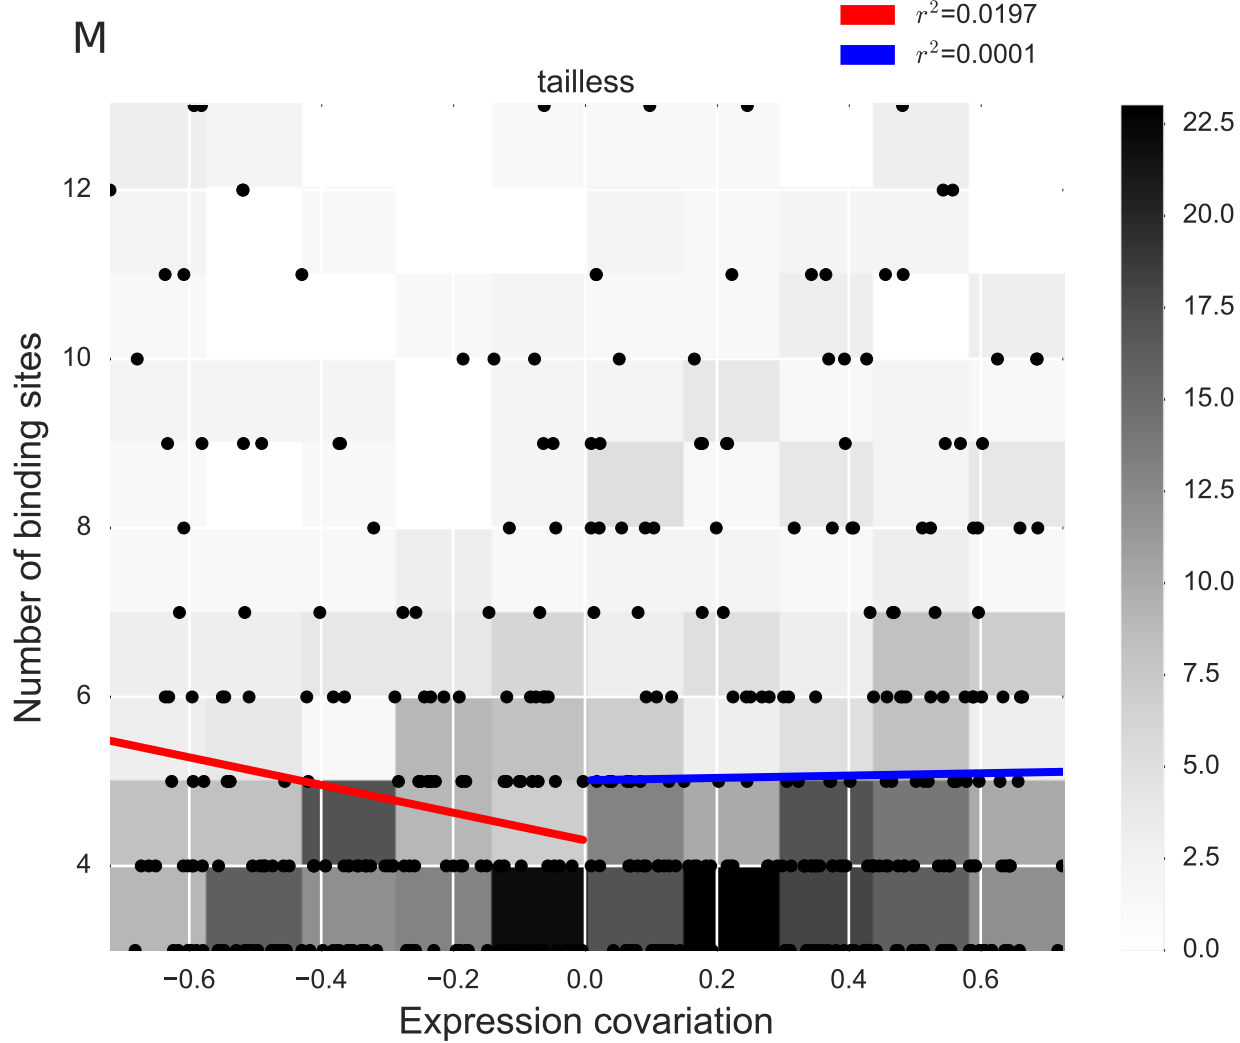 M
r²=0.0197
r²=0.0001
tailless
12
10
8
6
4
Number of binding sites
−0.6 −0.4 −0.2 0.0 0.2 0.4 0.6
Expression covariation
22.5
20.0
17.5
15.0
12.5
10.0
7.5
5.0
2.5
0.0